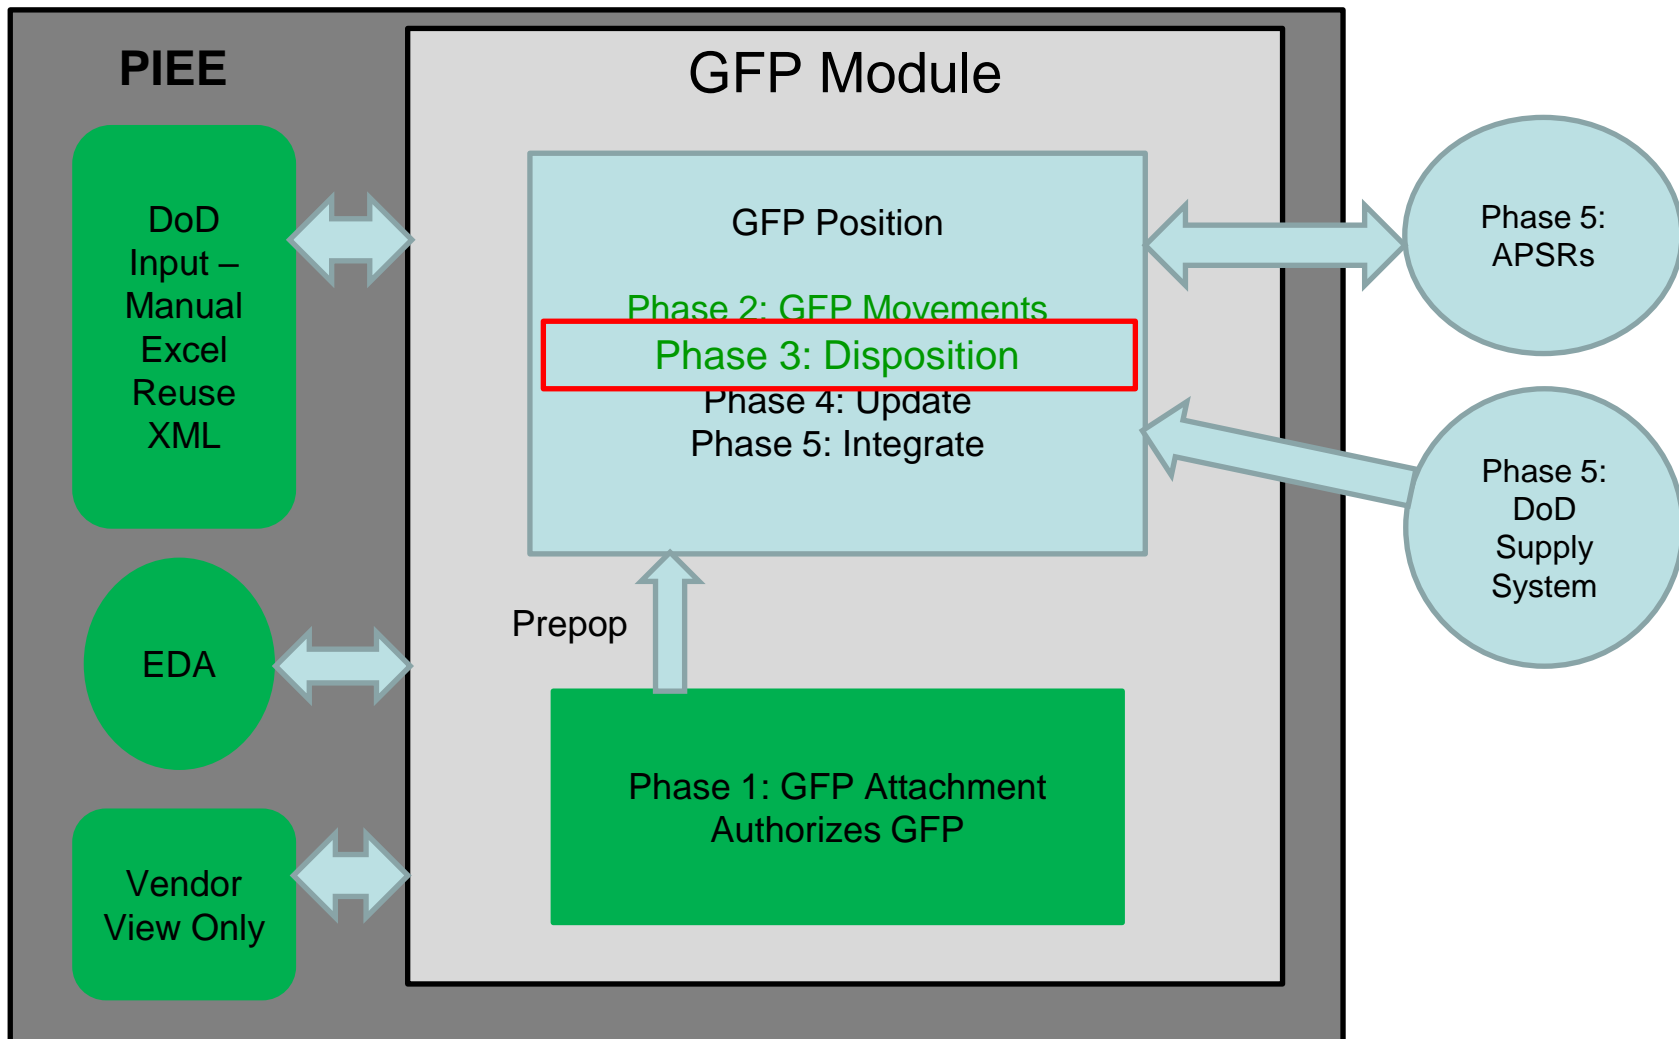 PIEE
GFP Module
DoD
Input –
Manual
Excel
Reuse
XML
GFP Position
Phase 2: GFP Movements
Phase 3: Disposition
Phase 4: Update
Phase 5: Integrate
Phase 5:
APSRs
Phase 5:
DoD
Supply
System
Prepop
EDA
Phase 1: GFP Attachment
Authorizes GFP
Vendor
View Only